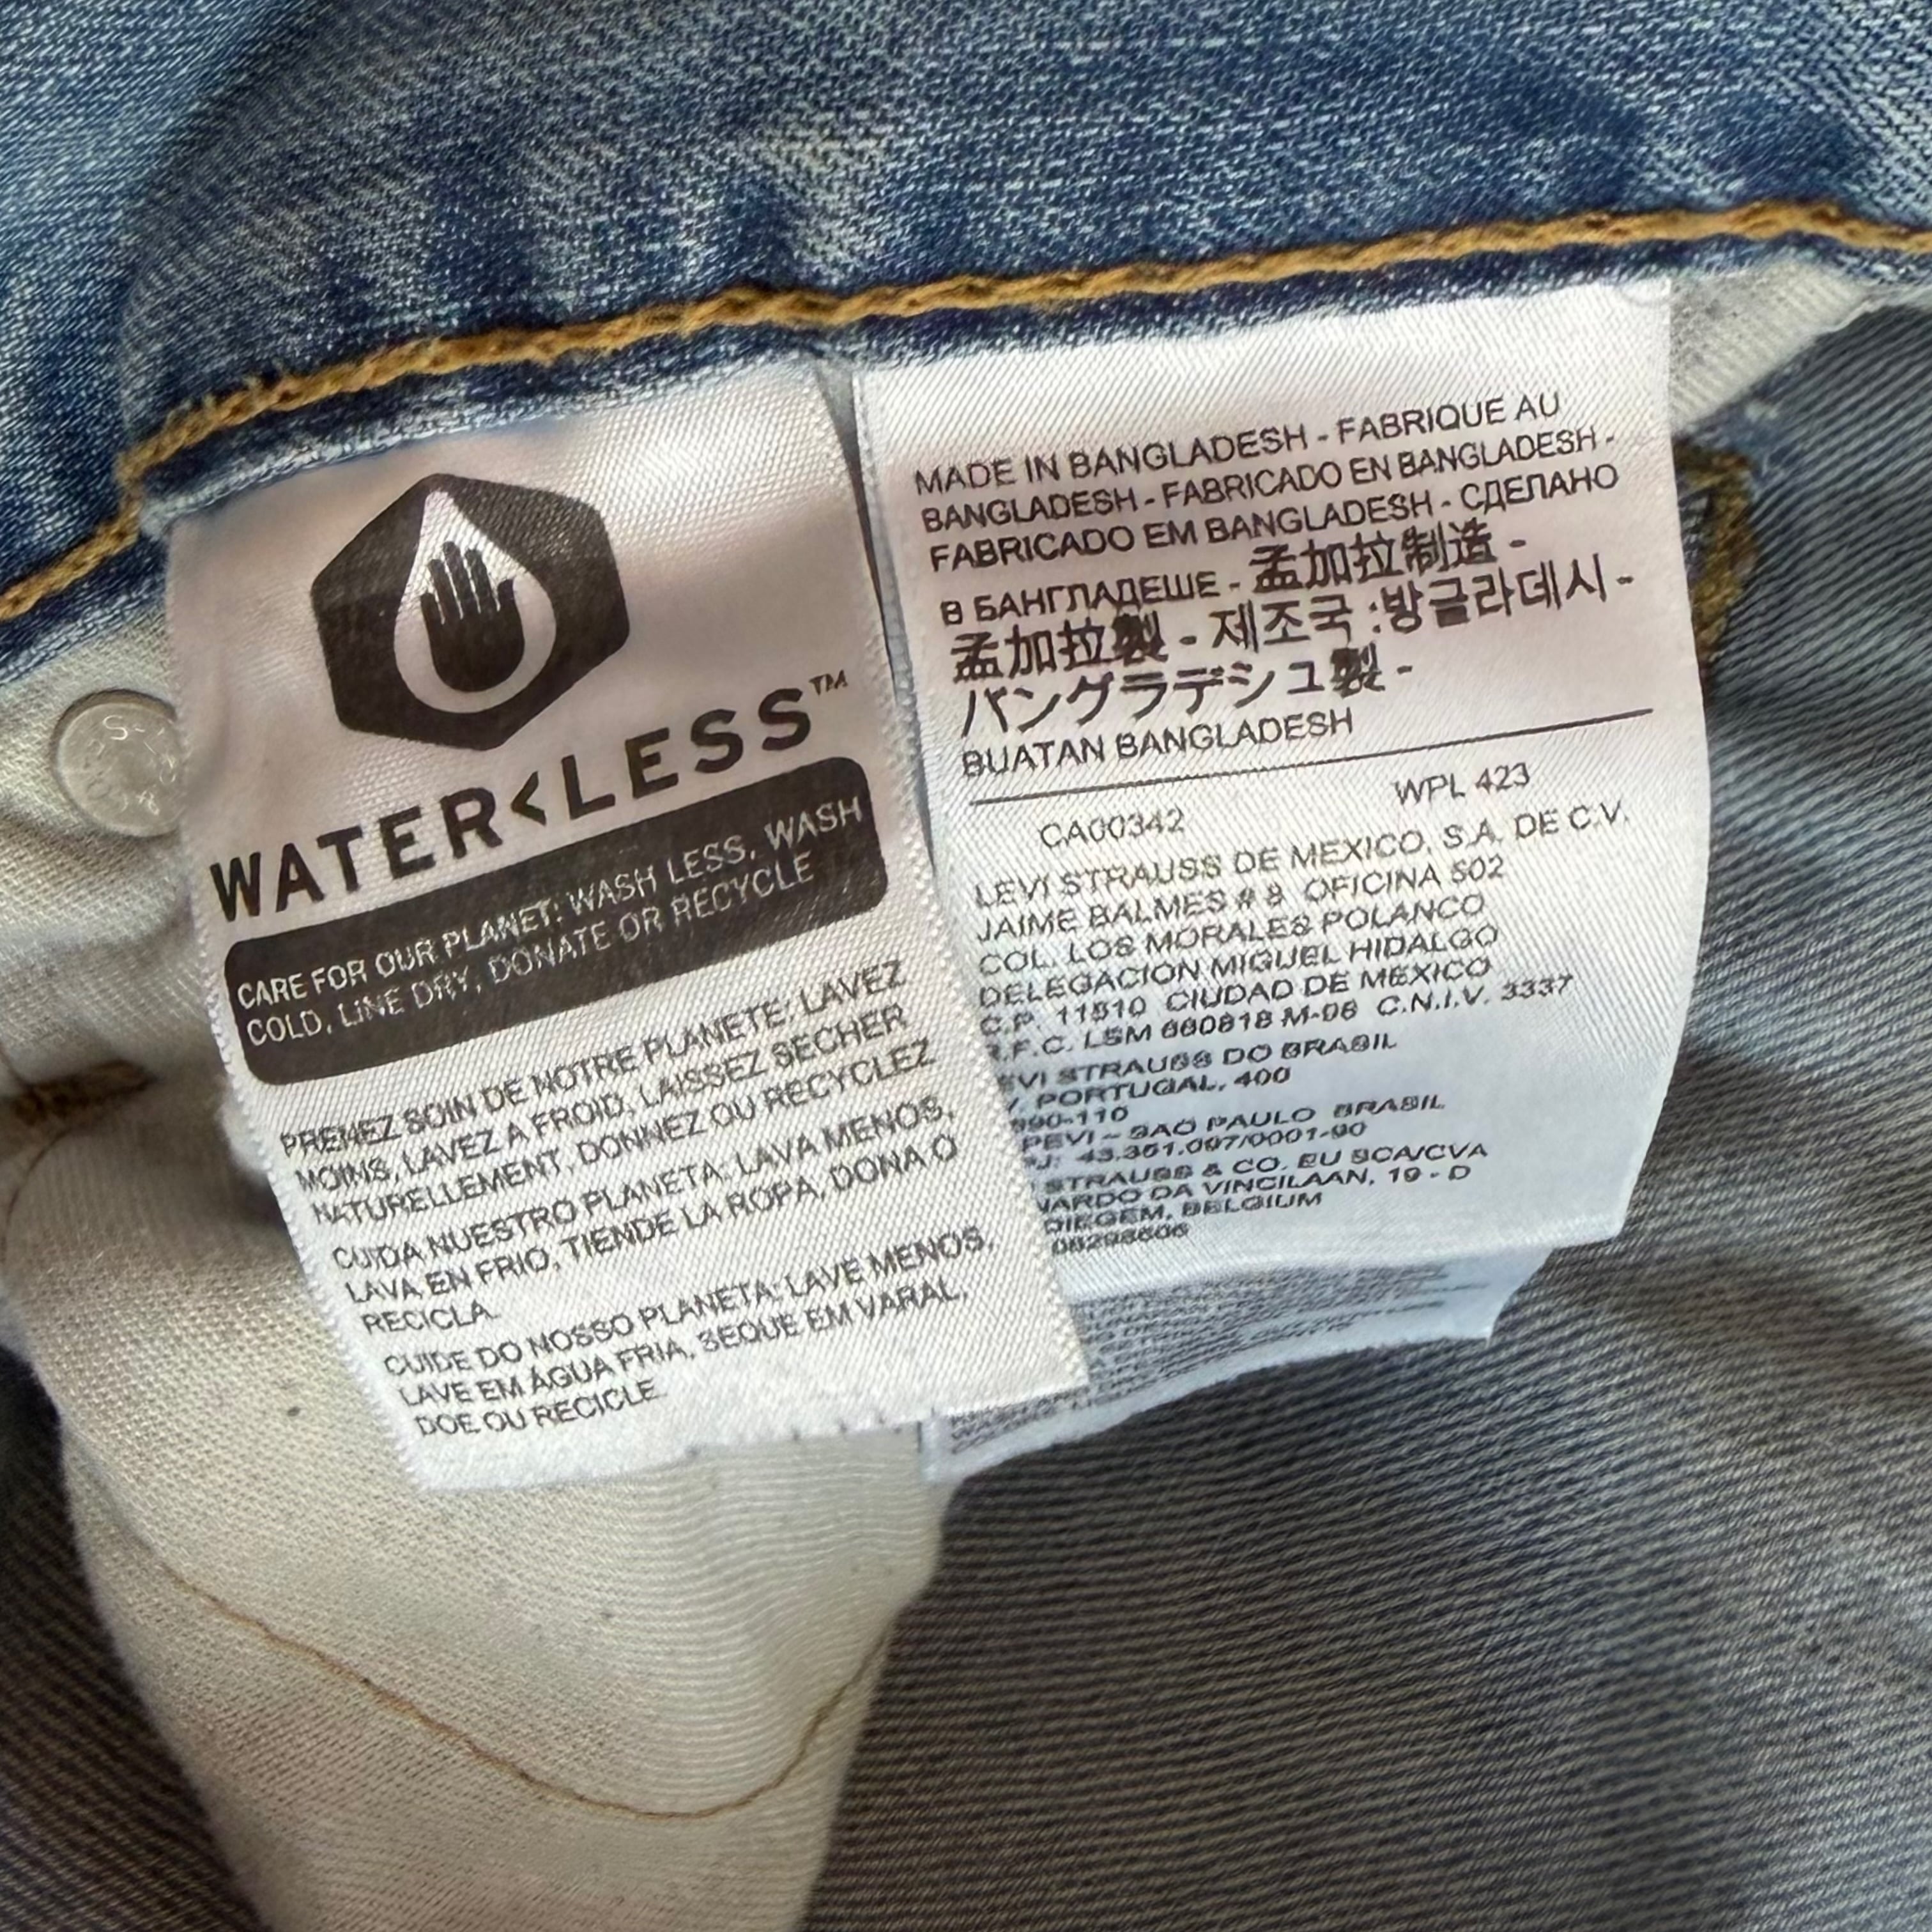 WATER<LESS™
CARE FOR OUR PLANET: WASH LESS, WASH
COLD, LINE DRY, DONATE OR RECYCLE
PRENEZ SOIN DE NOTRE PLANETE: LAVEZ
MOINS, LAVEZ A FROID, LAISSEZ SECHER
NATURELLEMENT, DONNEZ OU RECYCLEZ
CUIDA NUESTRO PLANETA: LAVA MENOS,
LAVA EN FRIO, TIENDE LA ROPA, DONA O
RECICLA
CUIDE DO NOSSO PLANETA: LAVE MENOS,
LAVE EM ÁGUA FRIA, SEQUE EM VARAL,
DOE OU RECICLE
MADE IN BANGLADESH - FABRIQUE AU
BANGLADESH - FABRICADO EN BANGLADESH -
FABRICADO EM BANGLADESH - СДЕЛАНО
В БАНГЛАДЕШЕ - 孟加拉制造 -
孟加拉製 - 제조국 :방글라데시 -
バングラデシュ製 -
BUATAN BANGLADESH
CA00342 WPL 423
LEVI STRAUSS DE MEXICO, S.A. DE C.V.
JAIME BALMES # 8 OFICINA 502
COL. LOS MORALES POLANCO
DELEGACION MIGUEL HIDALGO
C.P. 11510 CIUDAD DE MEXICO
R.F.C. LSM C.N.I.V. 3337
EVI STRAUSS DO BRASIL
PORTUGAL, 400
990-110
PEVI - SAO PAULO BRASIL
J: 43.351.097/0001-90
STRAUSS & CO. EU BCA/CVA
NARDO DA VINCILAAN, 19 - D
DIEGEM, BELGIUM